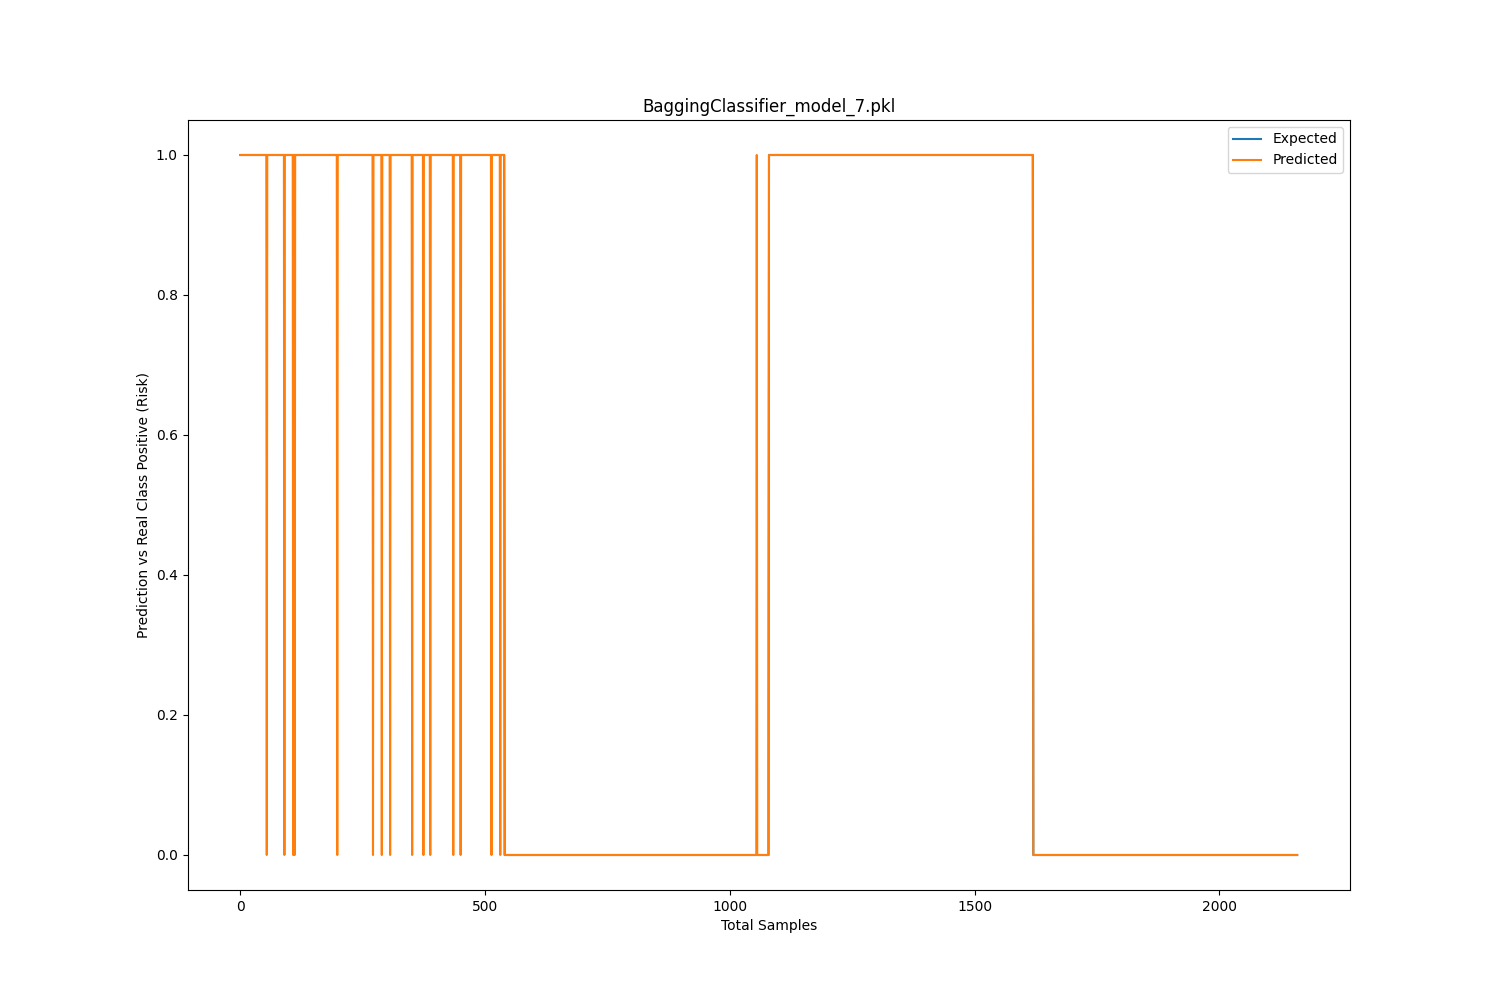 BaggingClassifier_model_7.pkl
Expected
Predicted
1.0
0.8
0.6
0.4
0.2
0.0
Prediction vs Real Class Positive (Risk)
0
500
1000
1500
2000
Total Samples